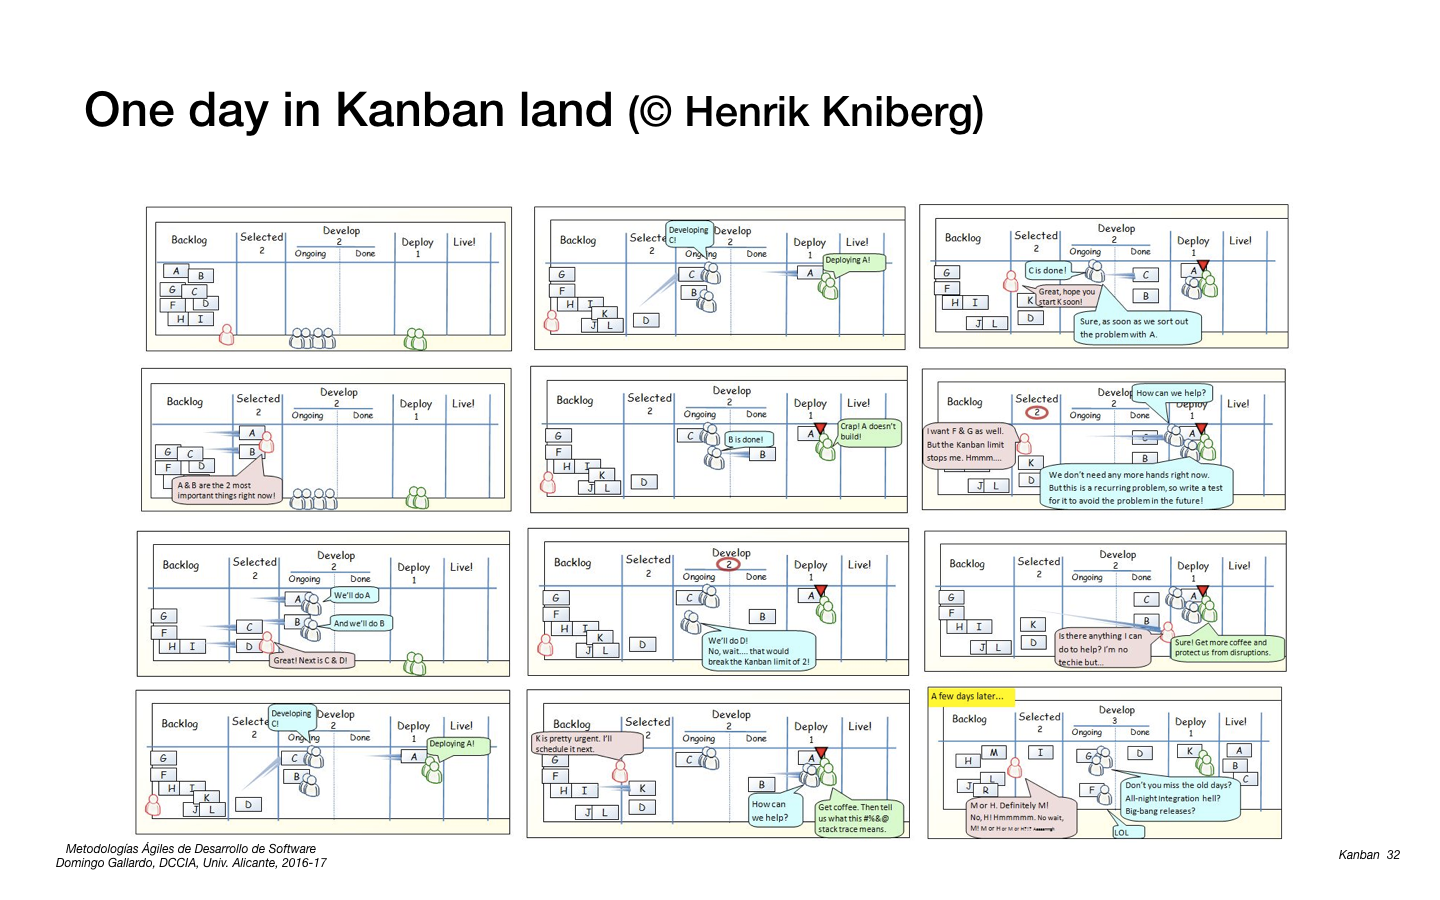 One day in Kanban land (© Henrik Kniberg)
Backlog Selected 2 Develop 2 Deploy 1 Live!
Ongoing Done
A B
G C
F D
H I
Backlog Selected 2 Develop 2 Deploy 1 Live!
Ongoing Done
A
B
G C
F D
A & B are the 2 most
important things right now!
Backlog Selected 2 Develop 2 Deploy 1 Live!
Ongoing Done
A We'll do A
B And we'll do B
G
F C
H I D
Great! Next is C & D!
Developing
C!
Backlog Selecte 2 Develop 2 Deploy 1 Live!
Ongoing Done
Deploying A!
G C A
F B
H I
K
J L D
Developing
C!
Backlog Selecte 2 Develop 2 Deploy 1 Live!
Ongoing Done
Deploying A!
G C A
F B
H I
K
J L D
Backlog Selected 2 Develop 2 Deploy 1 Live!
Ongoing Done
Crap! A doesn't
build!
G C A
B is done!
F B
H I
K
J L D
Backlog Selected 2 Develop 2 Deploy 1 Live!
Ongoing Done
G C A
F B
H I
K
J L D
We'll do D!
No, wait.... that would
break the Kanban limit of 2!
Backlog Selected Develop 2 Deploy 1 Live!
Ongoing Done
K is pretty urgent. I'll
schedule it next.
G C A
F B
H I K
J L D
How can
we help?
Get coffee. Then tell
us what this #%&@
stack trace means.
Backlog Selected 2 Develop 2 Deploy 1 Live!
Ongoing Done
G C is done! C A
F B
H I K
J L D
Great, hope you
start K soon!
Sure, as soon as we sort out
the problem with A.
How can we help?
Backlog Selected 2 Develop 2 Deploy 1 Live!
Ongoing Done
I want F & G as well.
But the Kanban limit
stops me. Hmmm....
C A
K B
J L D
We don't need any more hands right now.
But this is a recurring problem, so write a test
for it to avoid the problem in the future!
Backlog Selected 2 Develop 2 Deploy 1 Live!
Ongoing Done
G C A
F B
H I K
J L D
Is there anything I can
do to help? I'm no
techie but...
Sure! Get more coffee and
protect us from disruptions.
A few days later...
Backlog Selected 2 Develop 3 Deploy 1 Live!
Ongoing Done
M I G D K A
H B
L C
J R F
M or H. Definitely M!
No, H! Hmmmmm. No wait,
M! M or H or M or H?!? Aaaaarrrgh
Don't you miss the old days?
All-night integration hell?
Big-bang releases?
LOL
Metodologías Ágiles de Desarrollo de Software
Domingo Gallardo, DCCIA, Univ. Alicante, 2016-17
Kanban 32